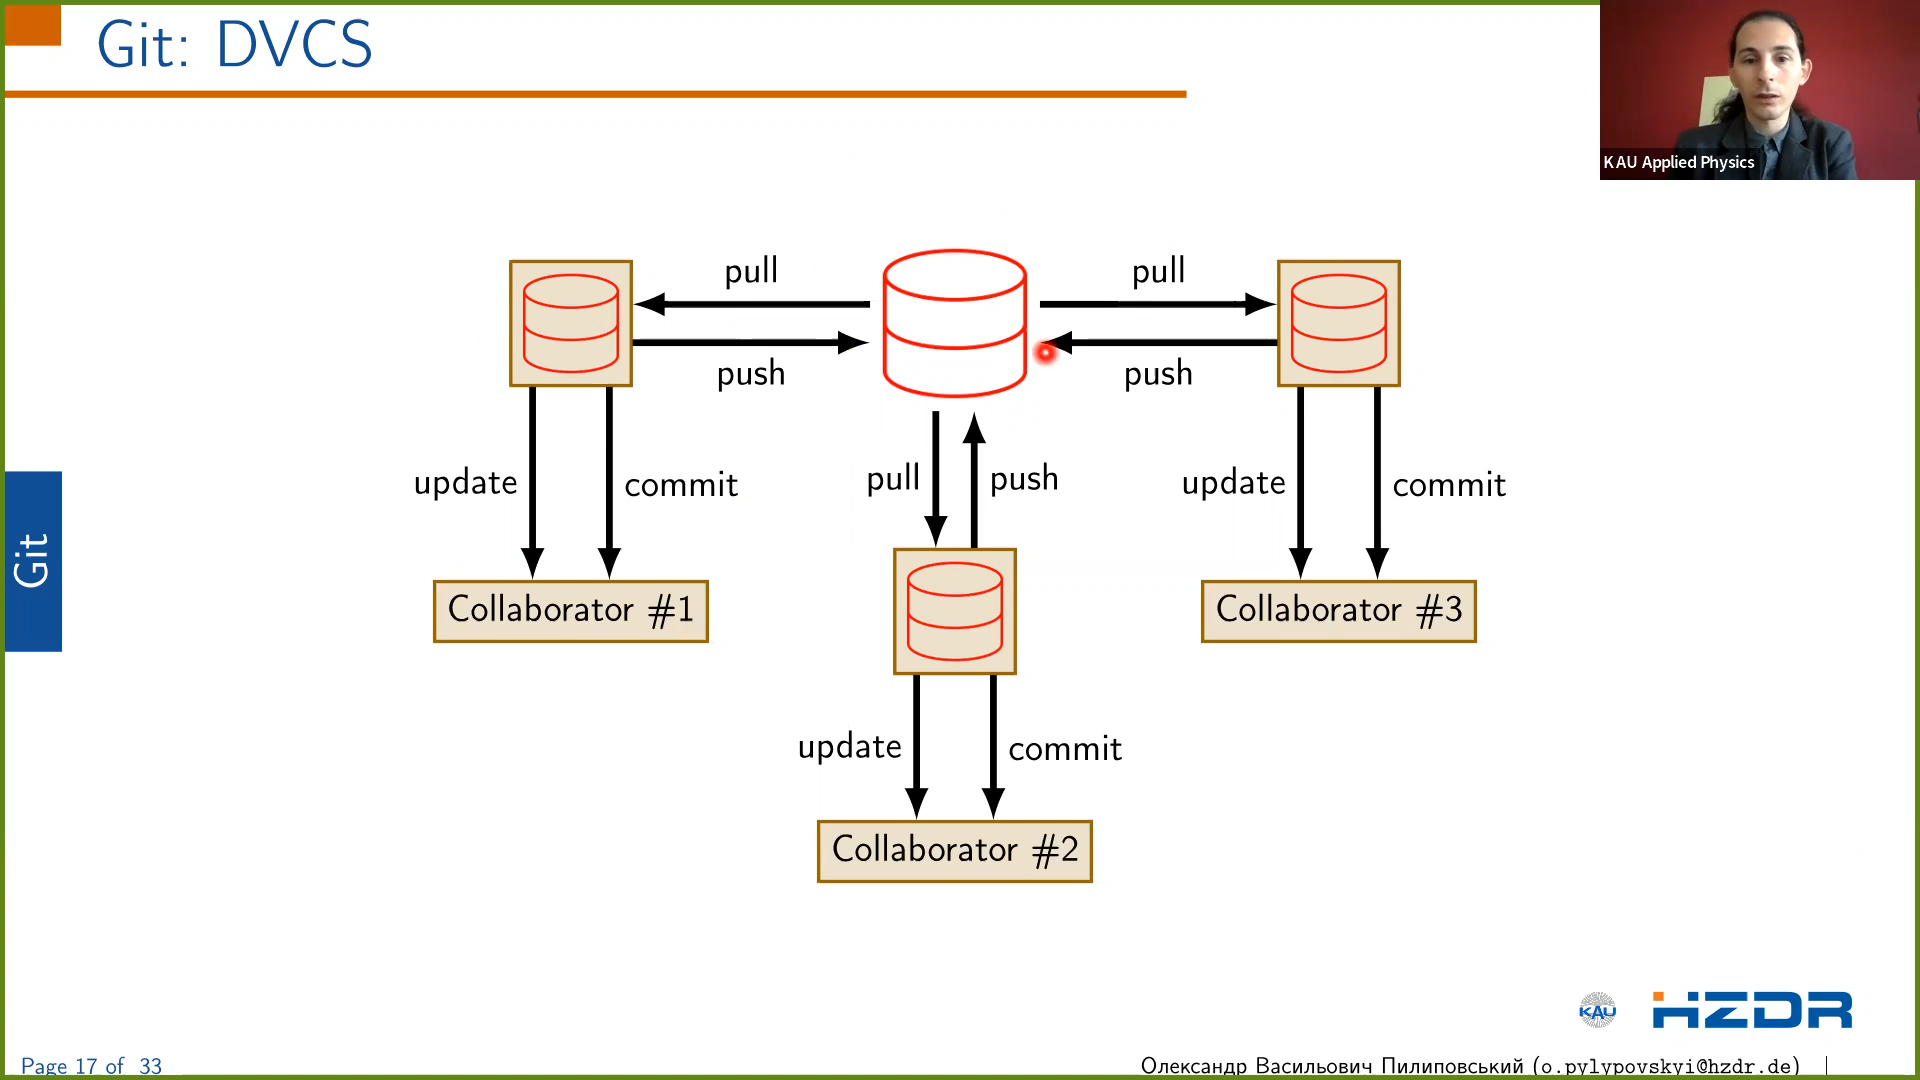 Git: DVCS
KAU Applied Physics
pull
pull
push
push
update
commit
pull
push
update
commit
Git
Collaborator #1
Collaborator #3
update
commit
Collaborator #2
KAU
HZDR
Page 17 of 33
Олександр Васильович Пилиповський (o.pylypovskyi@hzdr.de)